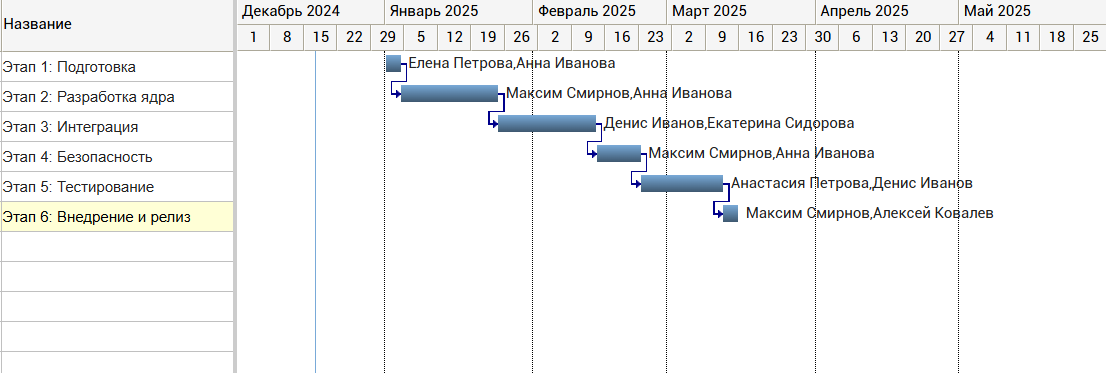 Название
Декабрь 2024 Январь 2025 Февраль 2025 Март 2025 Апрель 2025 Май 2025
1 8 15 22 29 5 12 19 26 2 9 16 23 2 9 16 23 30 6 13 20 27 4 11 18 25
Этап 1: Подготовка Елена Петрова,Анна Иванова
Этап 2: Разработка ядра Максим Смирнов,Анна Иванова
Этап 3: Интеграция Денис Иванов,Екатерина Сидорова
Этап 4: Безопасность Максим Смирнов,Анна Иванова
Этап 5: Тестирование Анастасия Петрова,Денис Иванов
Этап 6: Внедрение и релиз Максим Смирнов,Алексей Ковалев